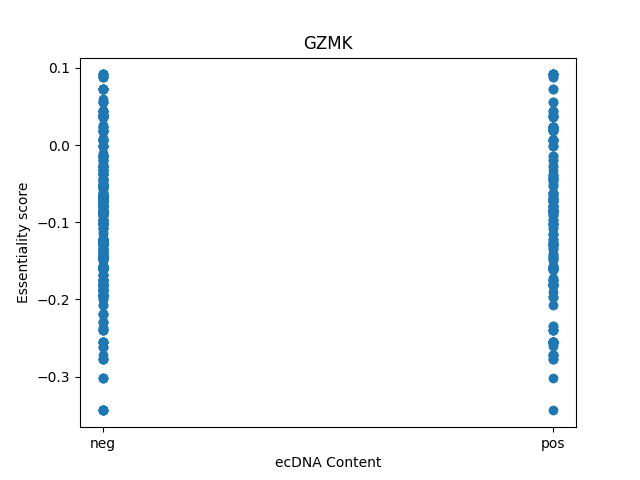 GZMK
Essentiality score
0.1
0.0
−0.1
−0.2
−0.3
neg
pos
ecDNA Content